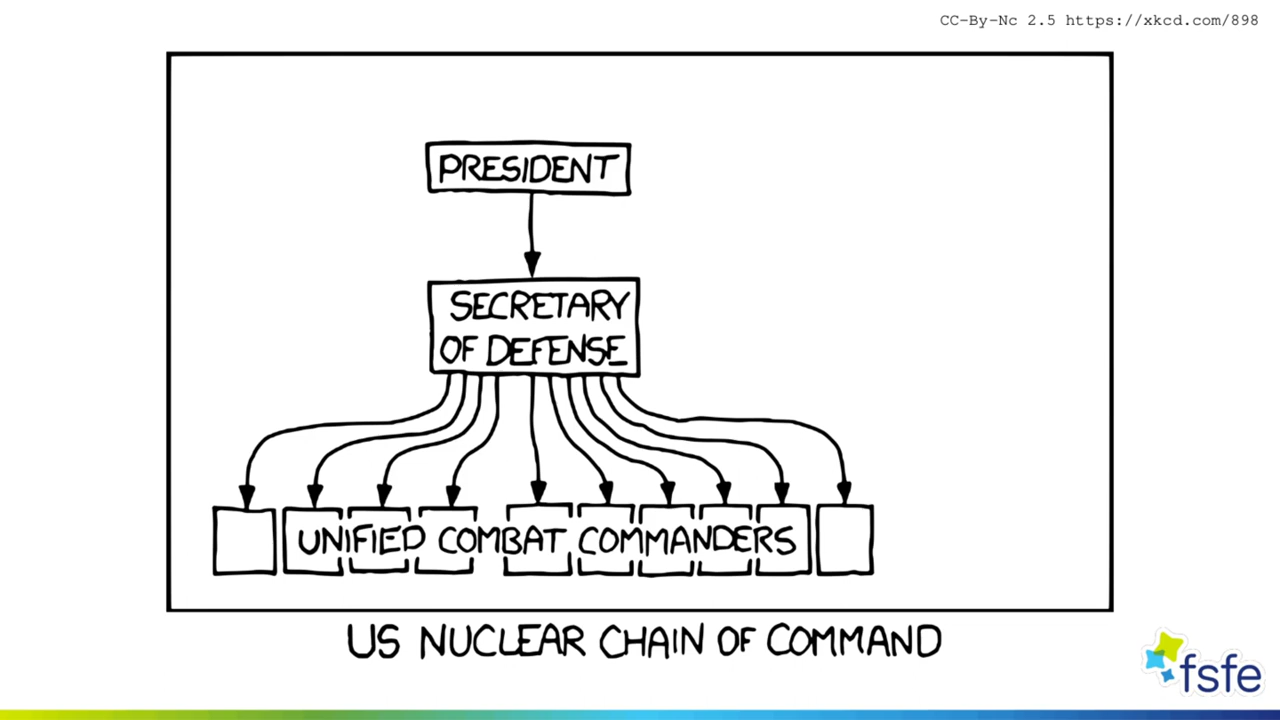 CC-By-Nc 2.5 https://xkcd.com/898
PRESIDENT
SECRETARY
OF DEFENSE
UNIFIED COMBAT COMMANDERS
US NUCLEAR CHAIN OF COMMAND
fsfe